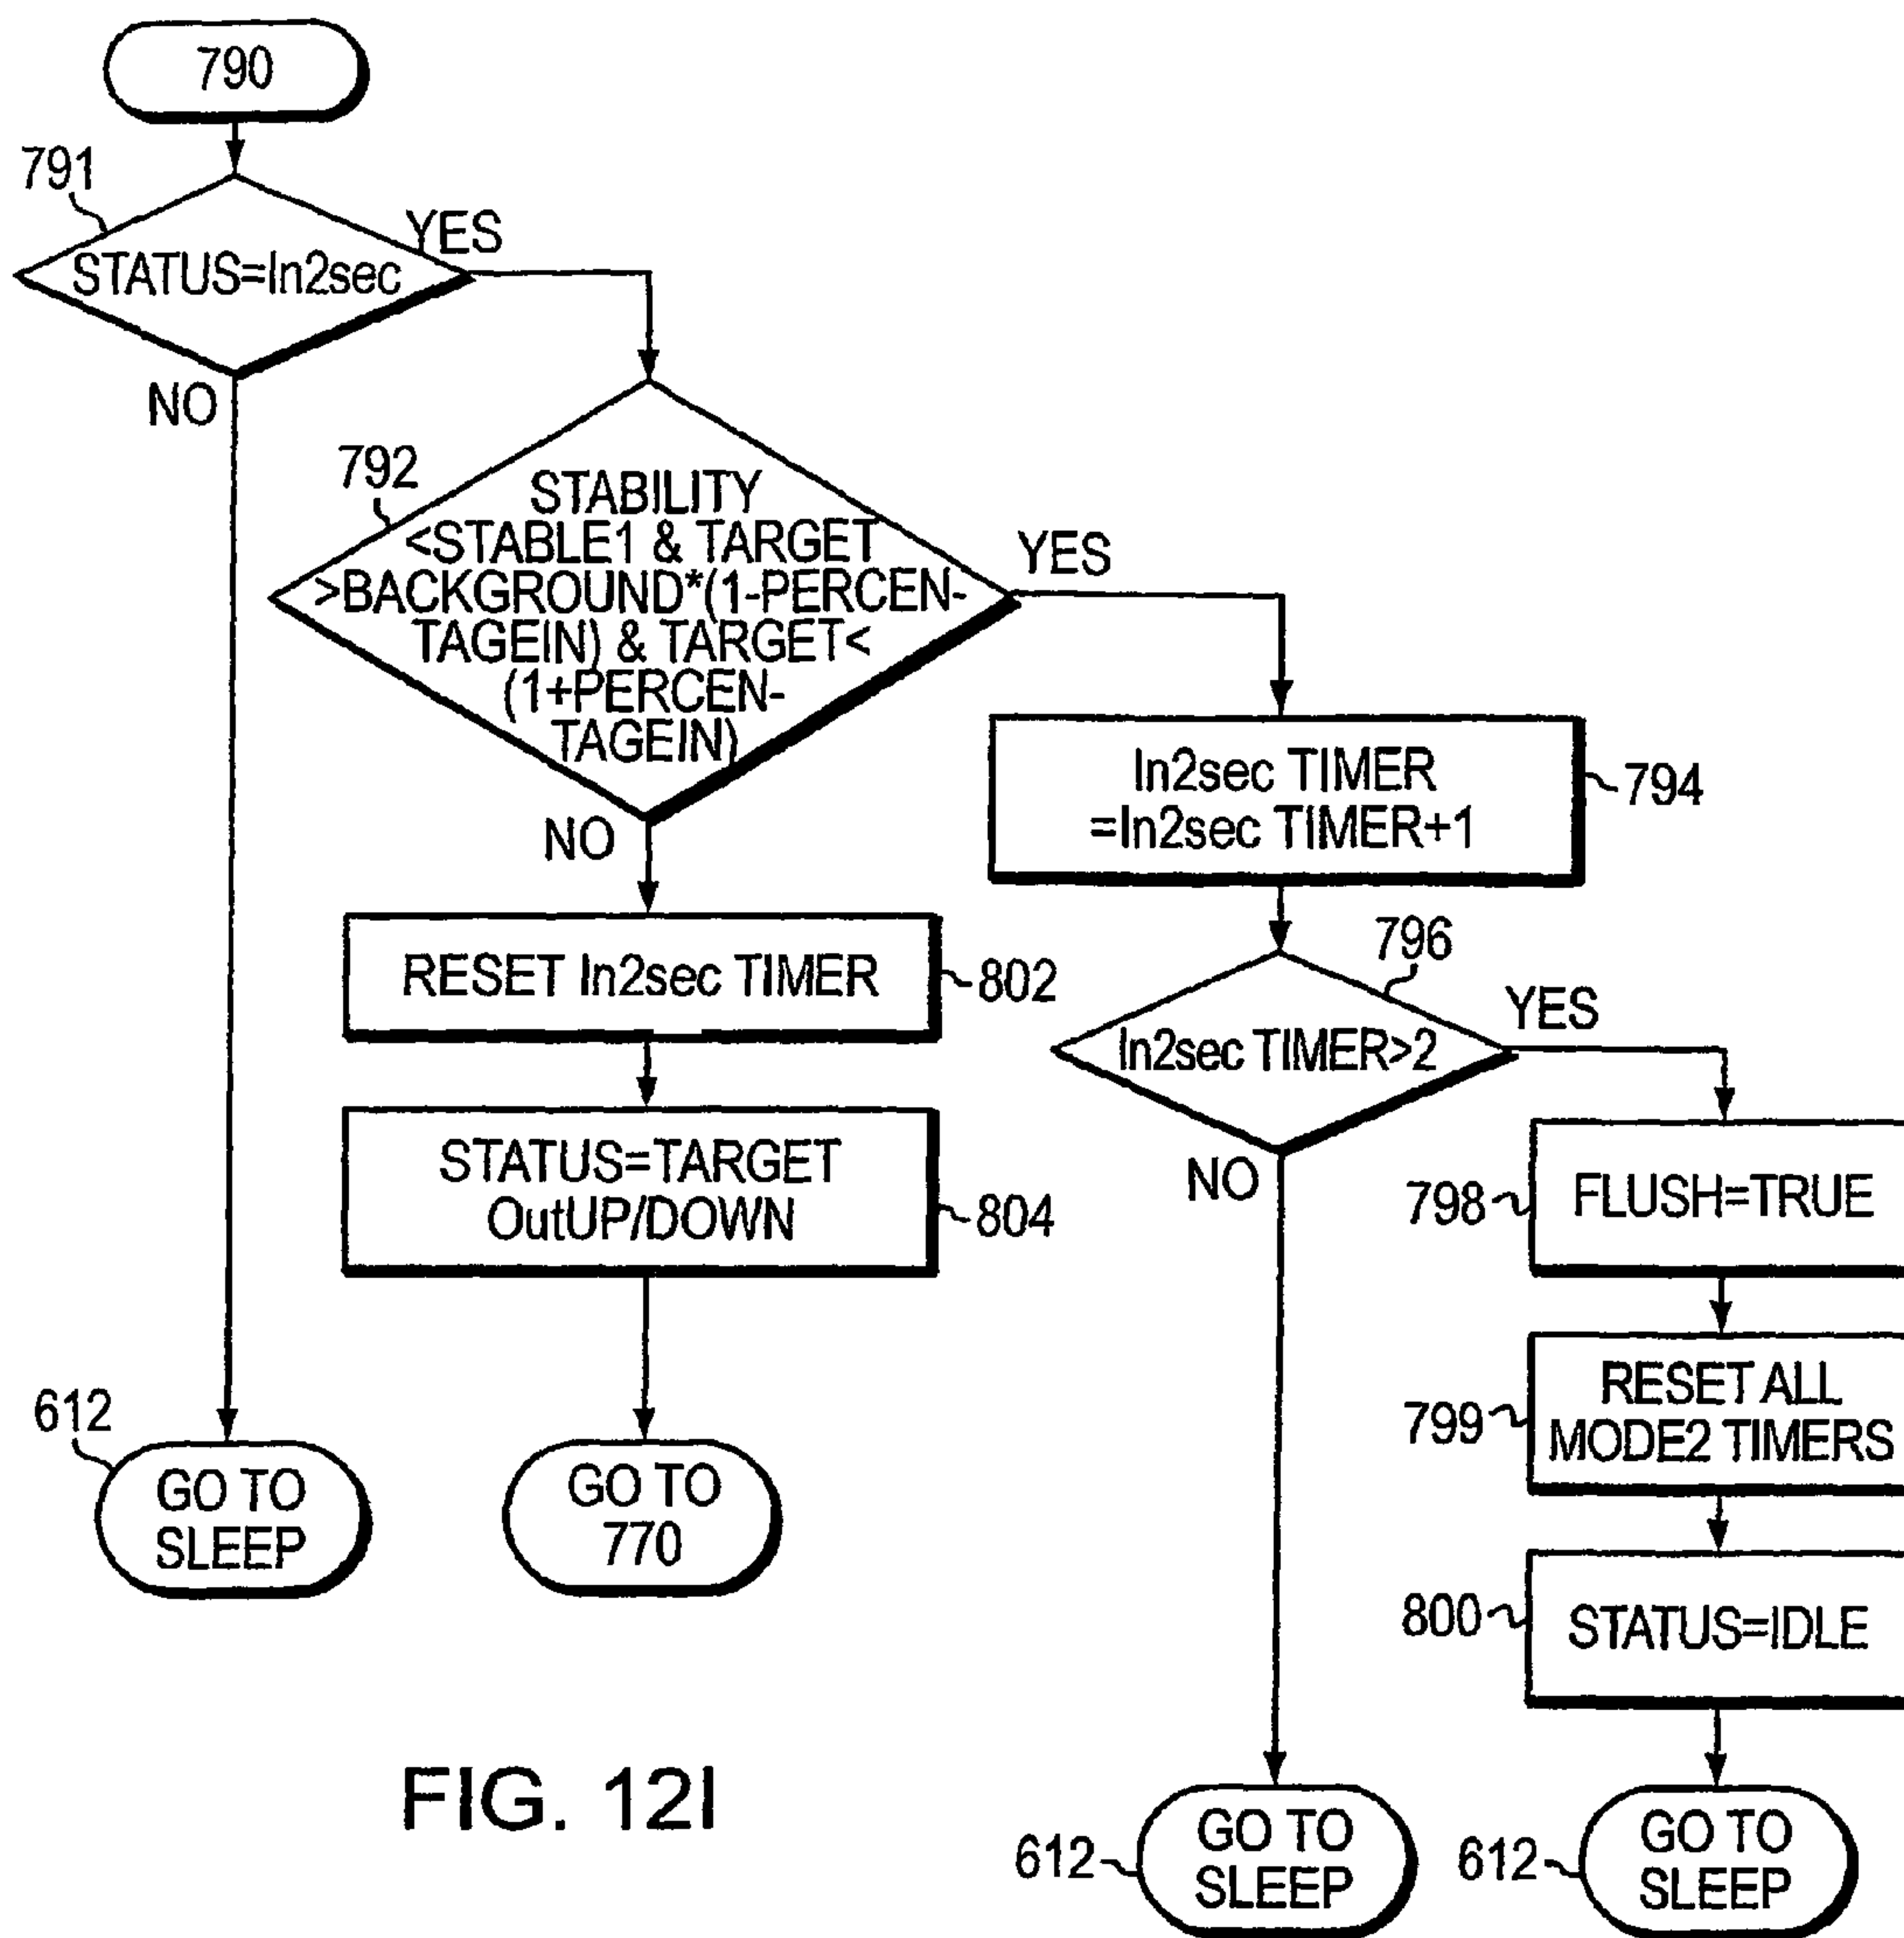 790
791
YES
STATUS=In2sec
NO
792
STABILITY
<STABLE1 & TARGET
>BACKGROUND*(1-PERCEN-
TAGEIN) & TARGET<
(1+PERCEN-
TAGEIN)
YES
NO
In2sec TIMER
=In2sec TIMER+1
794
RESET In2sec TIMER
802
796
In2sec TIMER>2
YES
NO
STATUS=TARGET
OutUP/DOWN
804
798
FLUSH=TRUE
799
RESET ALL
MODE2 TIMERS
800
STATUS=IDLE
612
GO TO
SLEEP
GO TO
770
612
GO TO
SLEEP
612
GO TO
SLEEP
FIG. 12I